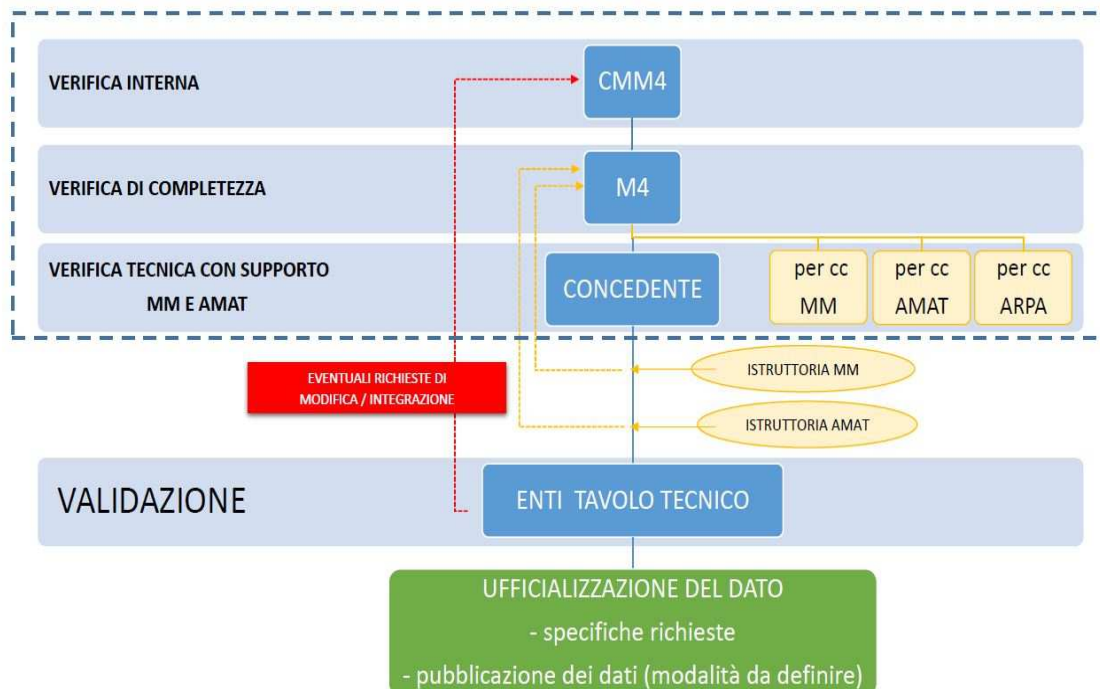 VERIFICA INTERNA
CMM4
VERIFICA DI COMPLETEZZA
M4
VERIFICA TECNICA CON SUPPORTO
MM E AMAT
CONCEDENTE
per cc
MM
per cc
AMAT
per cc
ARPA
EVENTUALI RICHIESTE DI
MODIFICA / INTEGRAZIONE
ISTRUTTORIA MM
ISTRUTTORIA AMAT
VALIDAZIONE
ENTI TAVOLO TECNICO
UFFICIALIZZAZIONE DEL DATO
- specifiche richieste
- pubblicazione dei dati (modalità da definire)